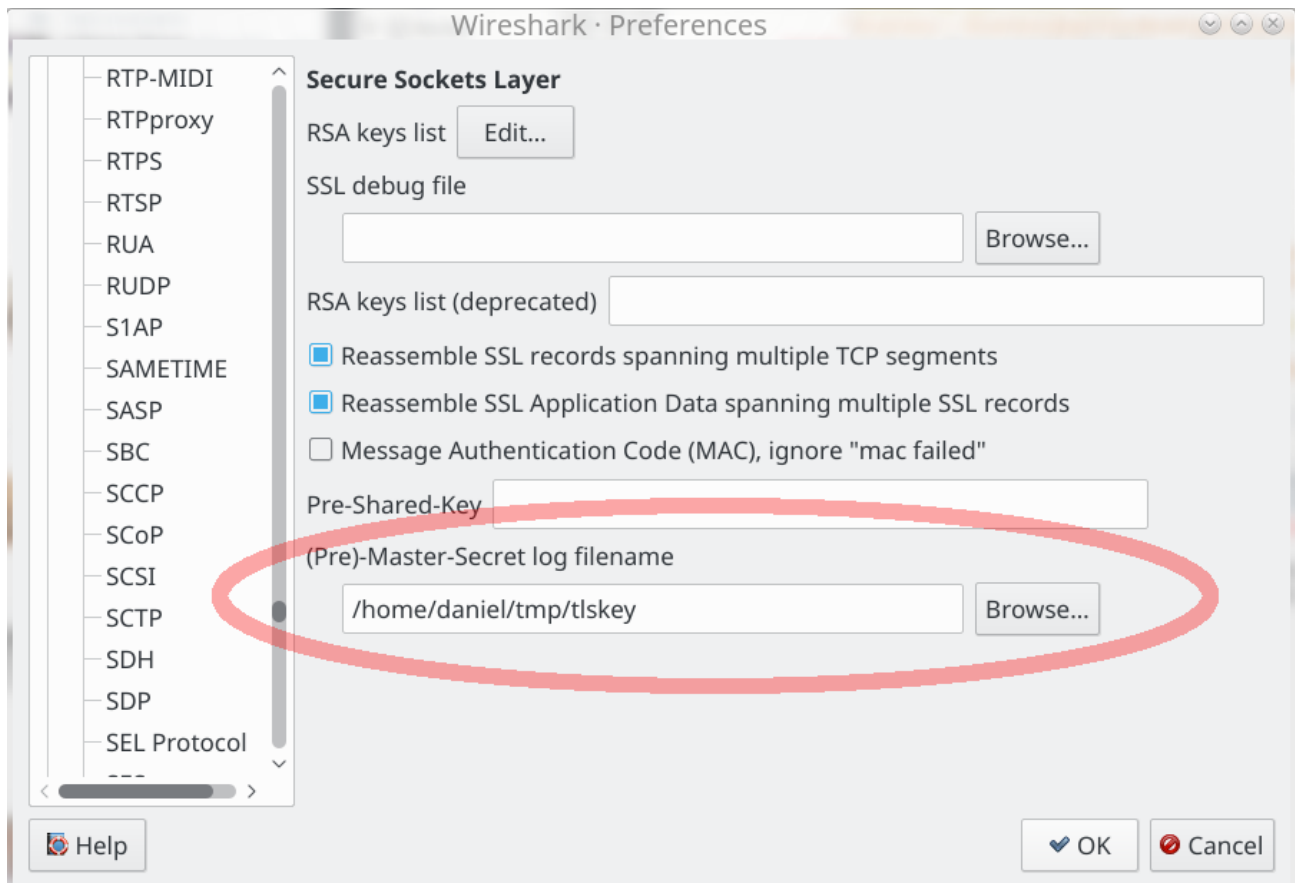 Wireshark · Preferences
RTP-MIDI
RTPproxy
RTPS
RTSP
RUA
RUDP
S1AP
SAMETIME
SASP
SBC
SCCP
SCoP
SCSI
SCTP
SDH
SDP
SEL Protocol
Secure Sockets Layer
RSA keys list Edit...
SSL debug file
Browse...
RSA keys list (deprecated)
Reassemble SSL records spanning multiple TCP segments
Reassemble SSL Application Data spanning multiple SSL records
Message Authentication Code (MAC), ignore "mac failed"
Pre-Shared-Key
(Pre)-Master-Secret log filename
/home/daniel/tmp/tlskey Browse...
Help OK Cancel